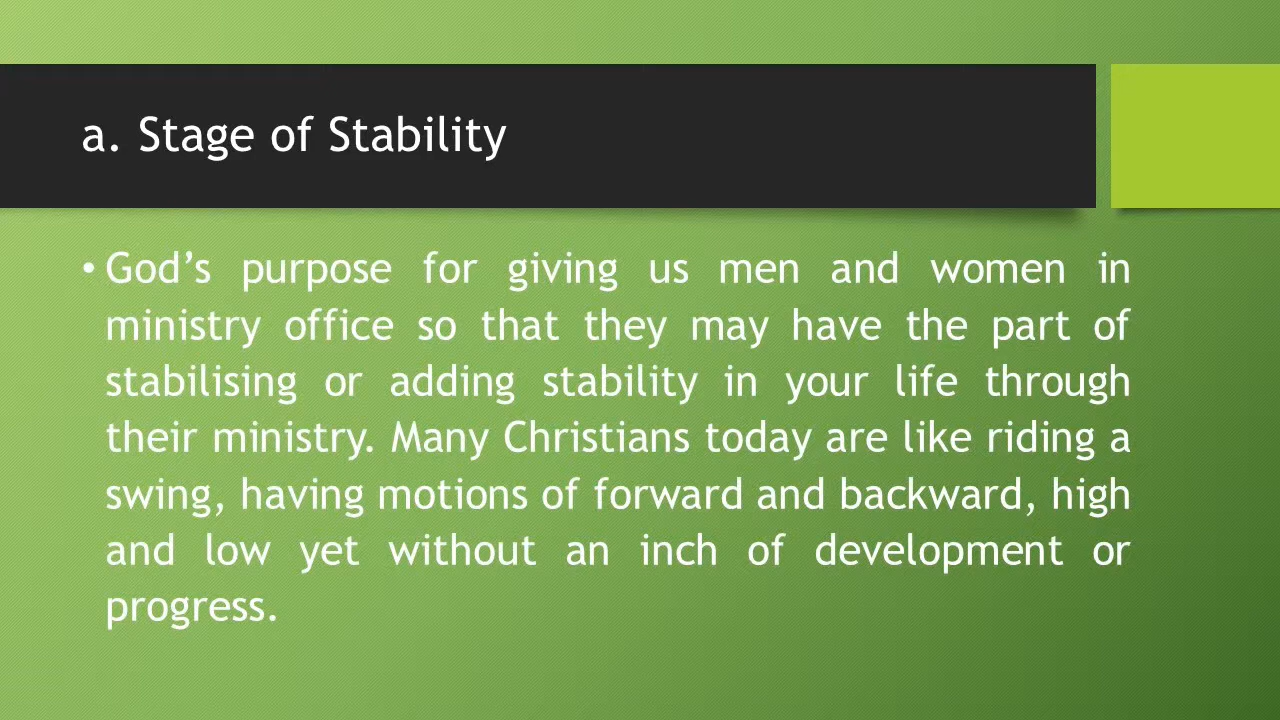 a. Stage of Stability
• God’s purpose for giving us men and women in
ministry office so that they may have the part of
stabilising or adding stability in your life through
their ministry. Many Christians today are like riding a
swing, having motions of forward and backward, high
and low yet without an inch of development or
progress.